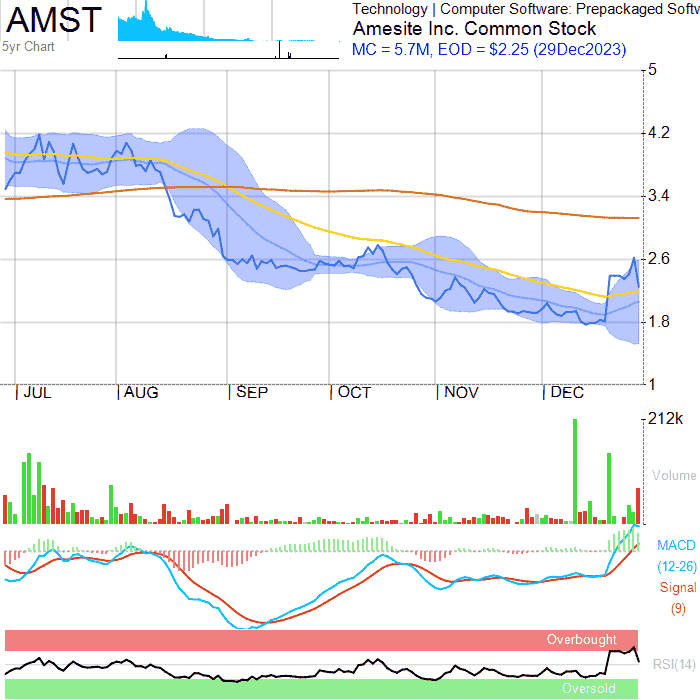 AMST
5yr Chart
Technology | Computer Software: Prepackaged Softw
Amesite Inc. Common Stock
MC = 5.7M, EOD = $2.25 (29Dec2023)
5
4.2
3.4
2.6
1.8
1
JUL AUG SEP OCT NOV DEC
212k
Volume
MACD
(12-26)
Signal
(9)
Overbought
RSI(14)
Oversold